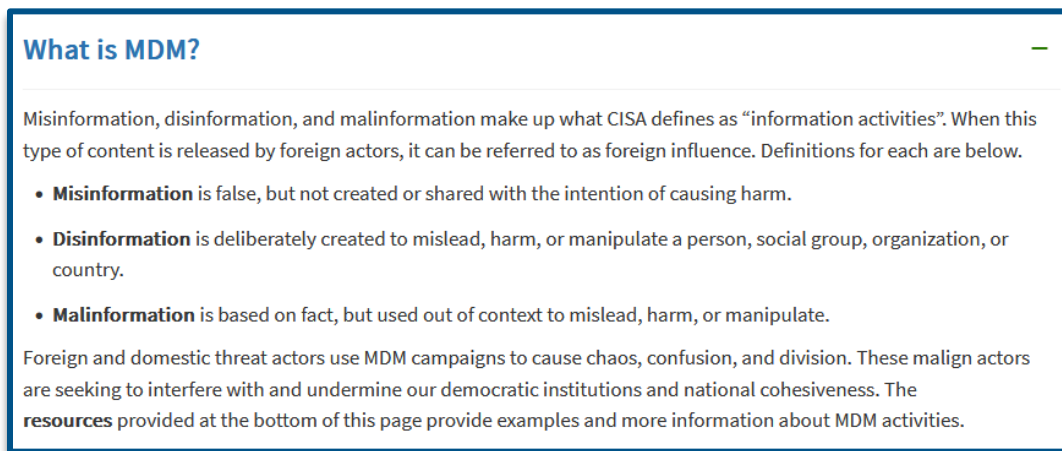 What is MDM?
Misinformation, disinformation, and malinformation make up what CISA defines as “information activities”. When this
type of content is released by foreign actors, it can be referred to as foreign influence. Definitions for each are below.
• Misinformation is false, but not created or shared with the intention of causing harm.
• Disinformation is deliberately created to mislead, harm, or manipulate a person, social group, organization, or
country.
• Malinformation is based on fact, but used out of context to mislead, harm, or manipulate.
Foreign and domestic threat actors use MDM campaigns to cause chaos, confusion, and division. These malign actors
are seeking to interfere with and undermine our democratic institutions and national cohesiveness. The
resources provided at the bottom of this page provide examples and more information about MDM activities.